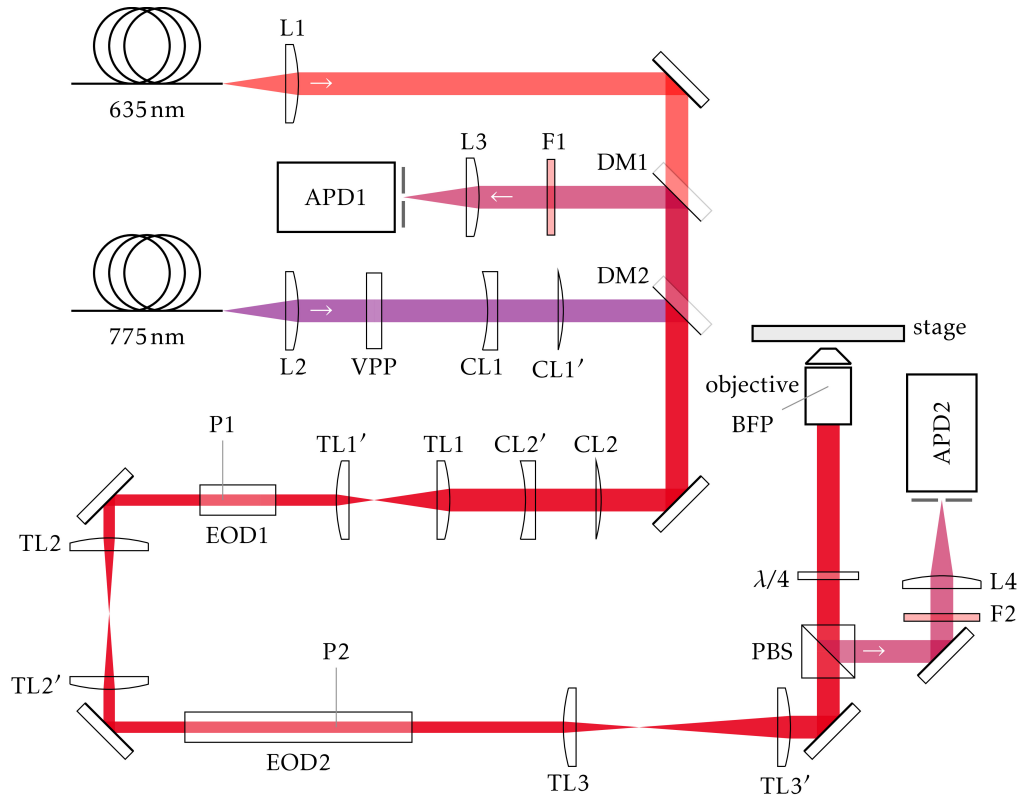 L1
635 nm
L3
F1
DM1
APD1
DM2
775 nm
L2
VPP
CL1
CL1′
stage
objective
BFP
APD2
P1
TL1′
TL1
CL2′
CL2
EOD1
TL2
λ/4
L4
F2
PBS
P2
TL2′
EOD2
TL3
TL3′